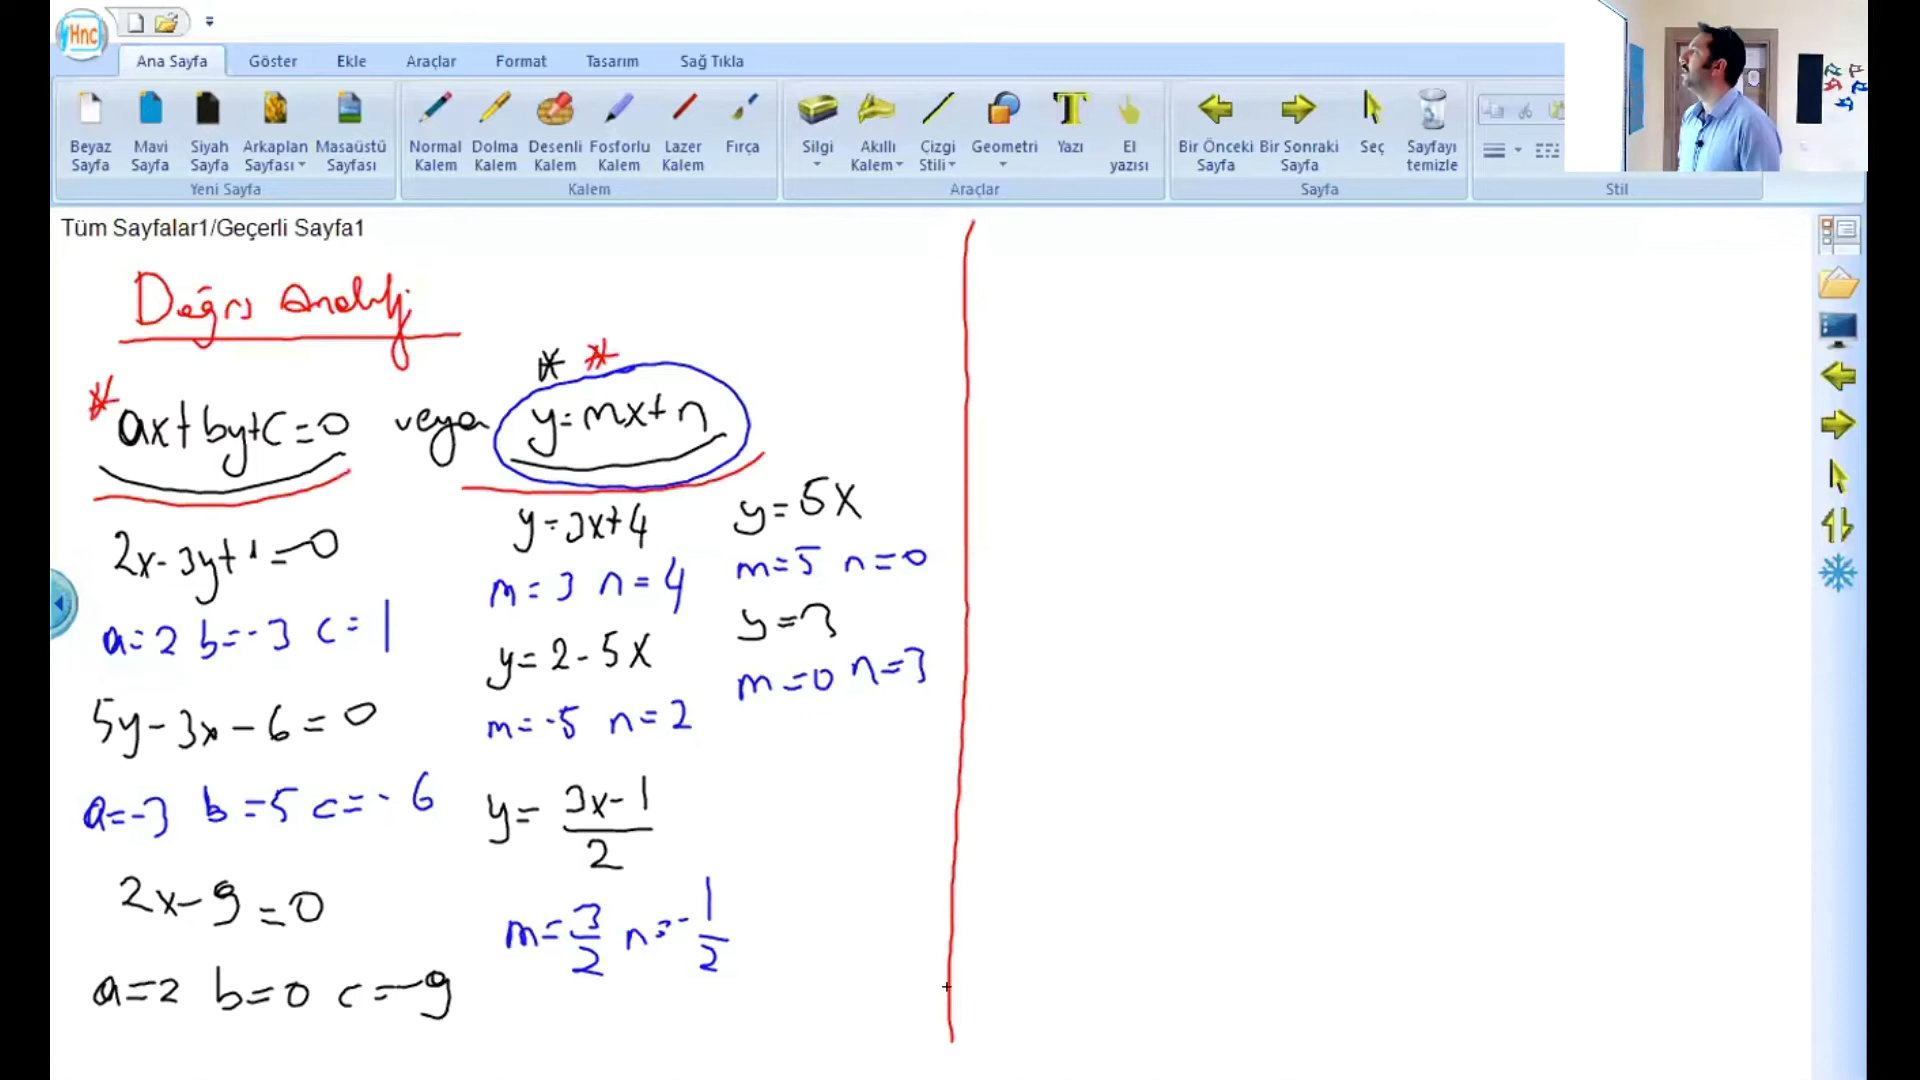 Hnc
Ana Sayfa Göster Ekle Araçlar Format Tasarım Sağ Tıkla
Beyaz Sayfa Mavi Sayfa Siyah Sayfa Arkaplan Sayfası Masaüstü Sayfası
Yeni Sayfa
Normal Kalem Dolma Kalem Desenli Kalem Fosforlu Kalem Lazer Kalem Fırça
Kalem
Silgi Akıllı Kalem Çizgi Stili Geometri Yazı El yazısı
Araçlar
Bir Önceki Sayfa Bir Sonraki Sayfa Seç Sayfayı temizle
Sayfa
Stil
Tüm Sayfalar1/Geçerli Sayfa1
Doğru Analitiği
ax+by+c=0 veya y=mx+n
2x-3y+1=0
a=2 b=-3 c=1
5y-3x-6=0
a=-3 b=5 c=-6
2x-9=0
a=2 b=0 c=-9
y=3x+4
m=3 n=4
y=2-5x
m=-5 n=2
y=3x-1/2
m=3/2 n=-1/2
y=5x
m=5 n=0
y=3
m=0 n=3